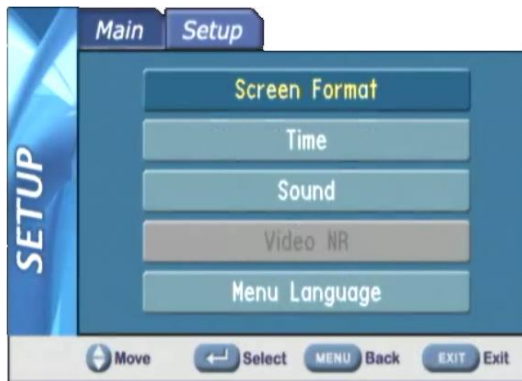 Main Setup
SETUP
Screen Format
Time
Sound
Video NR
Menu Language
Move Select MENU Back EXIT Exit